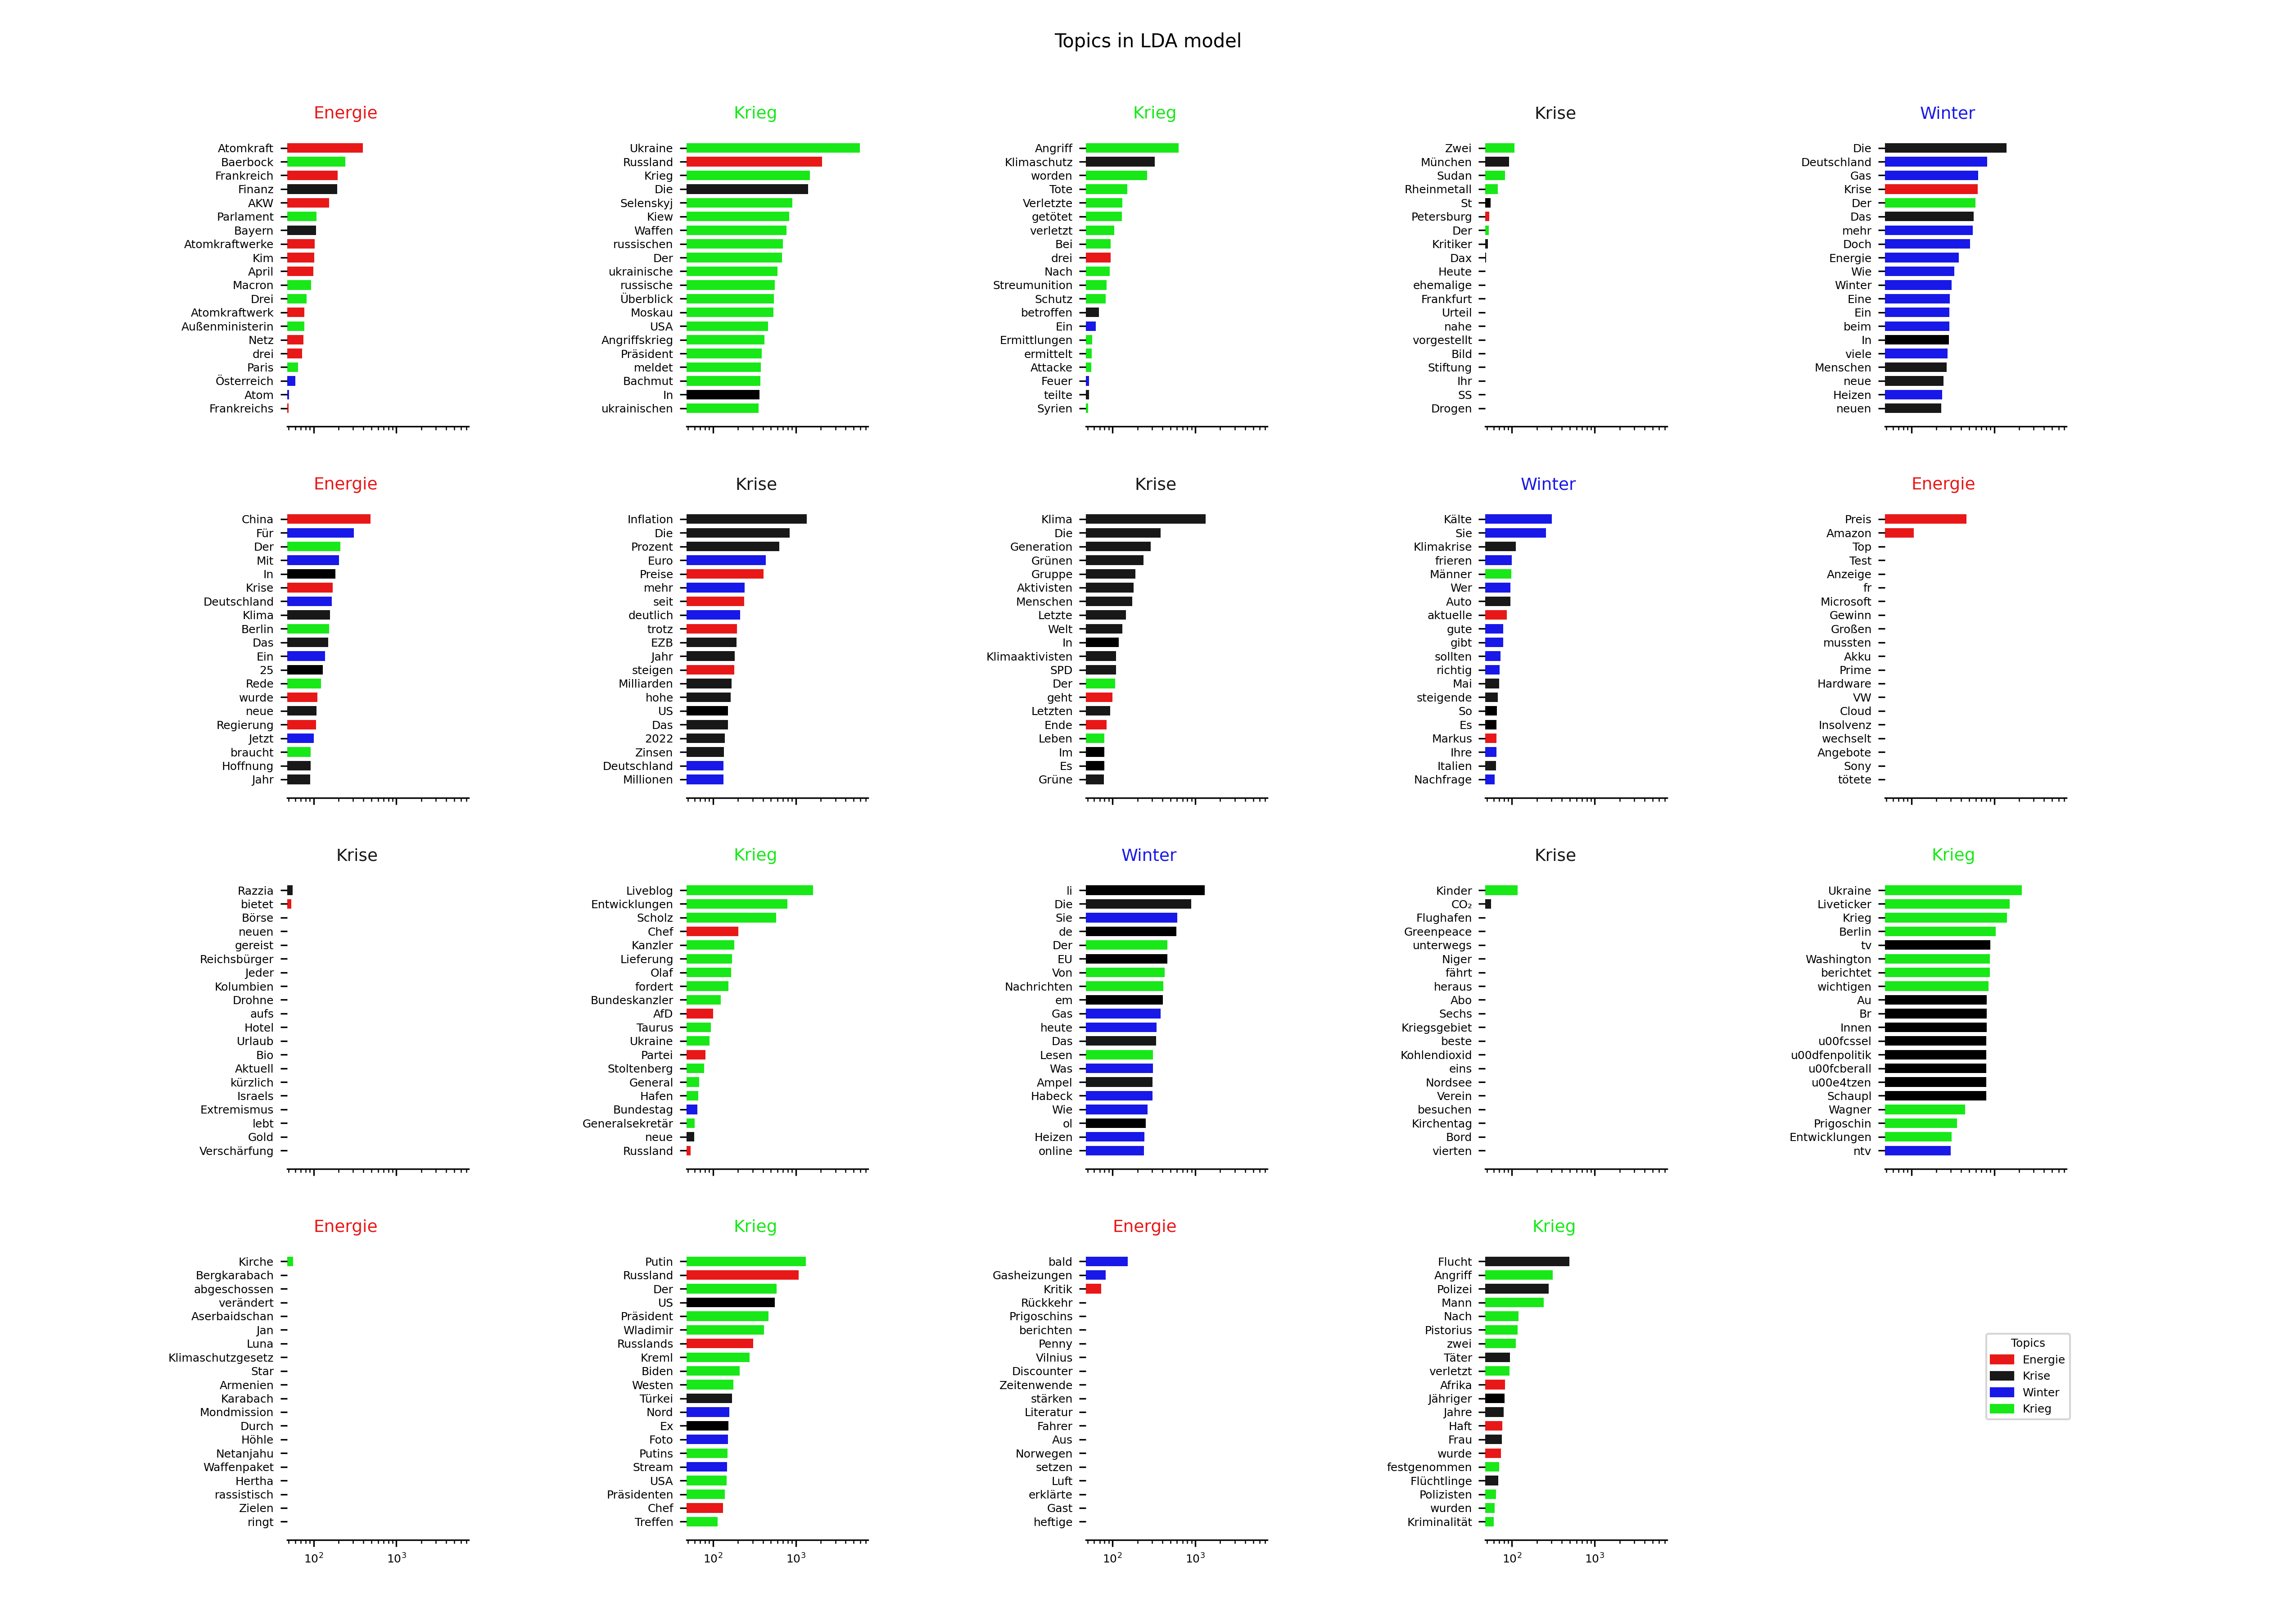 Topics in LDA model
Energie
Atomkraft
Baerbock
Frankreich
Finanz
AKW
Parlament
Bayern
Atomkraftwerke
Kim
April
Macron
Drei
Atomkraftwerk
Außenministerin
Netz
drei
Paris
Österreich
Atom
Frankreichs
Krieg
Ukraine
Russland
Krieg
Die
Selenskyj
Kiew
Waffen
russischen
Der
ukrainische
russische
Überblick
Moskau
USA
Angriffskrieg
Präsident
meldet
Bachmut
In
ukrainischen
Krieg
Angriff
Klimaschutz
worden
Tote
Verletzte
getötet
verletzt
Bei
drei
Nach
Streumunition
Schutz
betroffen
Ein
Ermittlungen
ermittelt
Attacke
Feuer
teilte
Syrien
Krise
Zwei
München
Sudan
Rheinmetall
St
Petersburg
Der
Kritiker
Dax
Heute
ehemalige
Frankfurt
Urteil
nahe
vorgestellt
Bild
Stiftung
Ihr
SS
Drogen
Winter
Die
Deutschland
Gas
Krise
Der
Das
mehr
Doch
Energie
Wie
Winter
Eine
Ein
beim
In
viele
Menschen
neue
Heizen
neuen
Energie
China
Für
Der
Mit
In
Krise
Deutschland
Klima
Berlin
Das
Ein
25
Rede
wurde
neue
Regierung
Jetzt
braucht
Hoffnung
Jahr
Krise
Inflation
Die
Prozent
Euro
Preise
mehr
seit
deutlich
trotz
EZB
Jahr
steigen
Milliarden
hohe
US
Das
2022
Zinsen
Deutschland
Millionen
Krise
Klima
Die
Generation
Grünen
Gruppe
Aktivisten
Menschen
Letzte
Welt
In
Klimaaktivisten
SPD
Der
geht
Letzten
Ende
Leben
Im
Es
Grüne
Winter
Kälte
Sie
Klimakrise
frieren
Männer
Wer
Auto
aktuelle
gute
gibt
sollten
richtig
Mai
steigende
So
Es
Markus
Ihre
Italien
Nachfrage
Energie
Preis
Amazon
Top
Test
Anzeige
fr
Microsoft
Gewinn
Großen
mussten
Akku
Prime
Hardware
VW
Cloud
Insolvenz
wechselt
Angebote
Sony
tötete
Krise
Razzia
bietet
Börse
neuen
gereist
Reichsbürger
Jeder
Kolumbien
Drohne
aufs
Hotel
Urlaub
Bio
Aktuell
kürzlich
Israels
Extremismus
lebt
Gold
Verschärfung
Krieg
Liveblog
Entwicklungen
Scholz
Chef
Kanzler
Lieferung
Olaf
fordert
Bundeskanzler
AfD
Taurus
Ukraine
Partei
Stoltenberg
General
Hafen
Bundestag
Generalsekretär
neue
Russland
Winter
li
Die
Sie
de
Der
EU
Von
Nachrichten
em
Gas
heute
Das
Lesen
Was
Ampel
Habeck
Wie
ol
Heizen
online
Krise
Kinder
CO₂
Flughafen
Greenpeace
unterwegs
Niger
fährt
heraus
Abo
Sechs
Kriegsgebiet
beste
Kohlendioxid
eins
Nordsee
Verein
besuchen
Kirchentag
Bord
vierten
Krieg
Ukraine
Liveticker
Krieg
Berlin
tv
Washington
berichtet
wichtigen
Au
Br
Innen
u00fcssel
u00dfenpolitik
u00fcberall
u00e4tzen
Schaupl
Wagner
Prigoschin
Entwicklungen
ntv
Energie
Kirche
Bergkarabach
abgeschossen
verändert
Aserbaidschan
Jan
Luna
Klimaschutzgesetz
Star
Armenien
Karabach
Mondmission
Durch
Höhle
Netanjahu
Waffenpaket
Hertha
rassistisch
Zielen
ringt
10² 10³
Krieg
Putin
Russland
Der
US
Präsident
Wladimir
Russlands
Kreml
Biden
Westen
Türkei
Nord
Ex
Foto
Putins
Stream
USA
Präsidenten
Chef
Treffen
10² 10³
Energie
bald
Gasheizungen
Kritik
Rückkehr
Prigoschins
berichten
Penny
Vilnius
Discounter
Zeitenwende
stärken
Literatur
Fahrer
Aus
Norwegen
setzen
Luft
erklärte
Gast
heftige
10² 10³
Krieg
Flucht
Angriff
Polizei
Mann
Nach
Pistorius
zwei
Täter
verletzt
Afrika
Jähriger
Jahre
Haft
Frau
wurde
festgenommen
Flüchtlinge
Polizisten
wurden
Kriminalität
10² 10³
Topics
Energie
Krise
Winter
Krieg